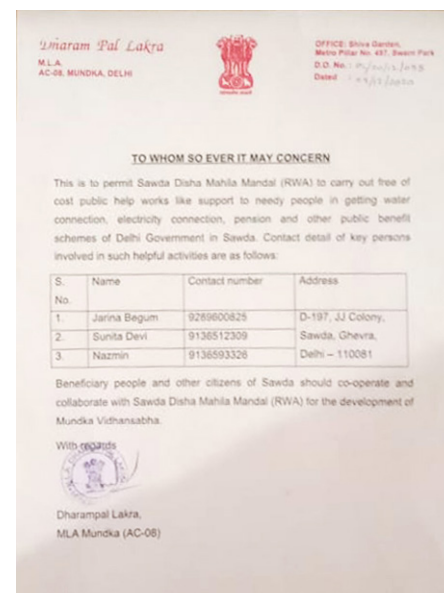 Dharam Pal Lakra
M.L.A.
AC-08, MUNDKA, DELHI
OFFICE: Shiva Garden,
Metro Pillar No. 497, Swarn Park
D.O. No. :
Dated :
TO WHOM SO EVER IT MAY CONCERN
This is to permit Sawda Disha Mahila Mandal (RWA) to carry out free of
cost public help works like support to needy people in getting water
connection, electricity connection, pension and other public benefit
schemes of Delhi Government in Sawda. Contact detail of key persons
involved in such helpful activities are as follows:
S. No. Name Contact number Address
1. Jarina Begum 9289600825 D-197, JJ Colony,
2. Sunita Devi 9136512309 Sawda, Ghevra,
3. Nazmin 9136593326 Delhi – 110081
Beneficiary people and other citizens of Sawda should co-operate and
collaborate with Sawda Disha Mahila Mandal (RWA) for the development of
Mundka Vidhansabha.
With regards
Dharampal Lakra,
MLA Mundka (AC-08)